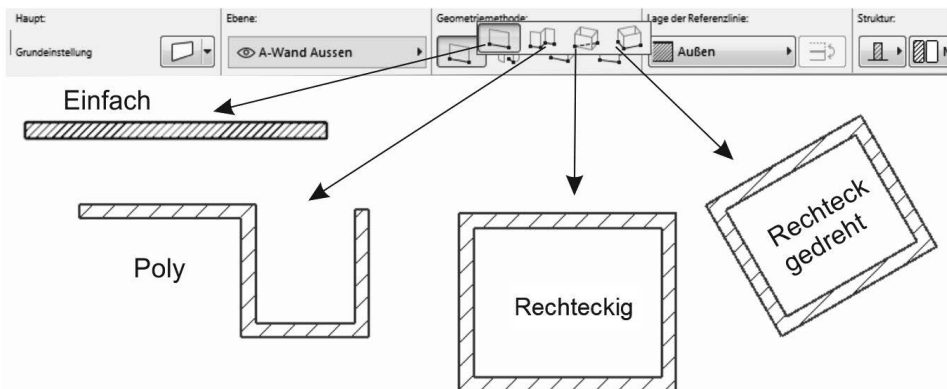 Haupt:
Ebene:
Geometriemethode:
Lage der Referenzlinie:
Struktur:
Grundeinstellung
A-Wand Aussen
Außen
Einfach
Poly
Rechteckig
Rechteck
gedreht